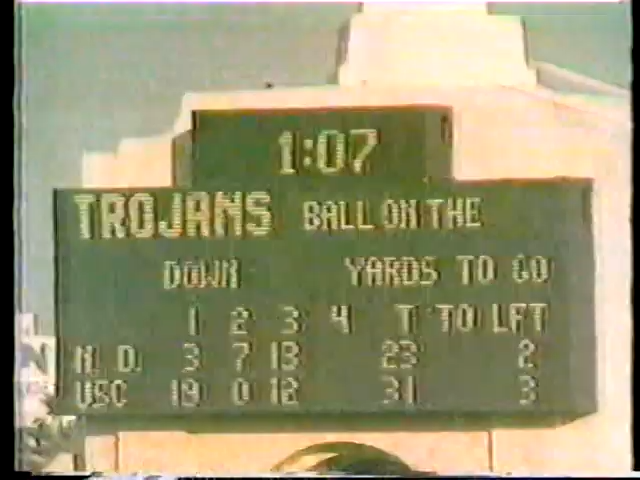 1:07
TROJANS BALL ON THE
DOWN YARDS TO GO
1 2 3 4 T TO LFT
N. D. 3 7 13 23 2
USC 19 0 12 31 3